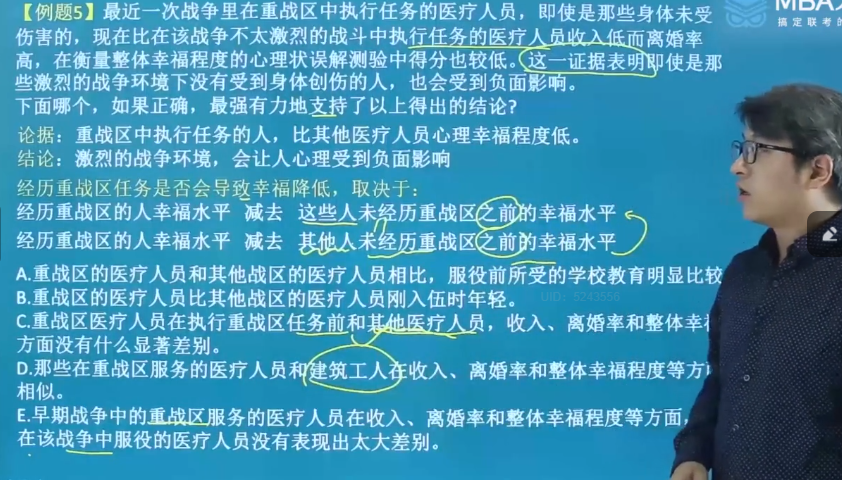 【例题5】最近一次战争里在重战区中执行任务的医疗人员，即使是那些身体未受
伤害的，现在比在该战争不太激烈的战斗中执行任务的医疗人员收入低而离婚率
高，在衡量整体幸福程度的心理状误解测验中得分也较低。这一证据表明即使是那
些激烈的战争环境下没有受到身体创伤的人，也会受到负面影响。
下面哪个，如果正确，最强有力地支持了以上得出的结论？
论据：重战区中执行任务的人，比其他医疗人员心理幸福程度低。
结论：激烈的战争环境，会让人心理受到负面影响
经历重战区任务是否会导致幸福降低，取决于：
经历重战区的人幸福水平 减去 这些人未经历重战区之前的幸福水平
经历重战区的人幸福水平 减去 其他人未经历重战区之前的幸福水平
A.重战区的医疗人员和其他战区的医疗人员相比，服役前所受的学校教育明显比较
B.重战区的医疗人员比其他战区的医疗人员刚入伍时年轻。
C.重战区医疗人员在执行重战区任务前和其他医疗人员，收入、离婚率和整体幸
方面没有什么显著差别。
D.那些在重战区服务的医疗人员和建筑工人在收入、离婚率和整体幸福程度等方
相似。
E.早期战争中的重战区服务的医疗人员在收入、离婚率和整体幸福程度等方面，
在该战争中服役的医疗人员没有表现出太大差别。
MBA
搞定联考的
UID: 5243556